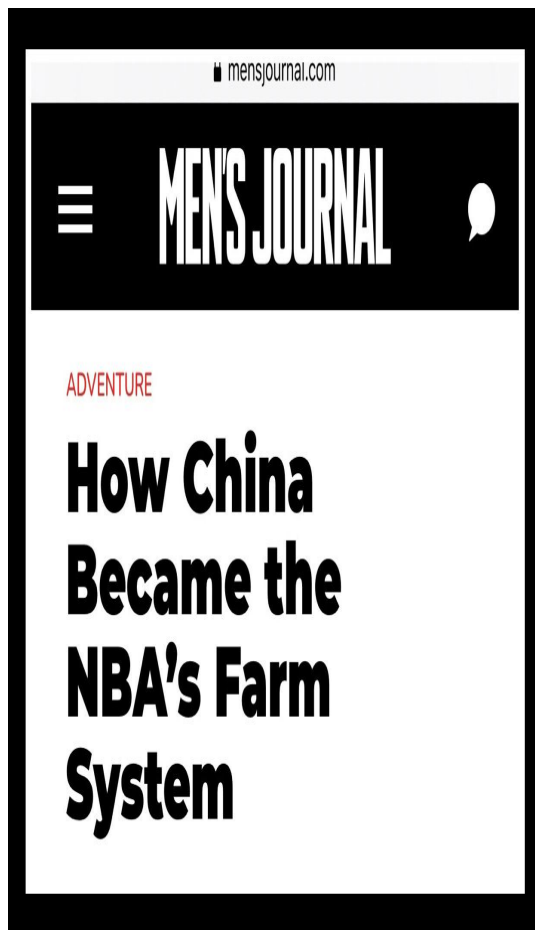 mensjournal.com
MEN'S JOURNAL
ADVENTURE
How China
Became the
NBA's Farm
System